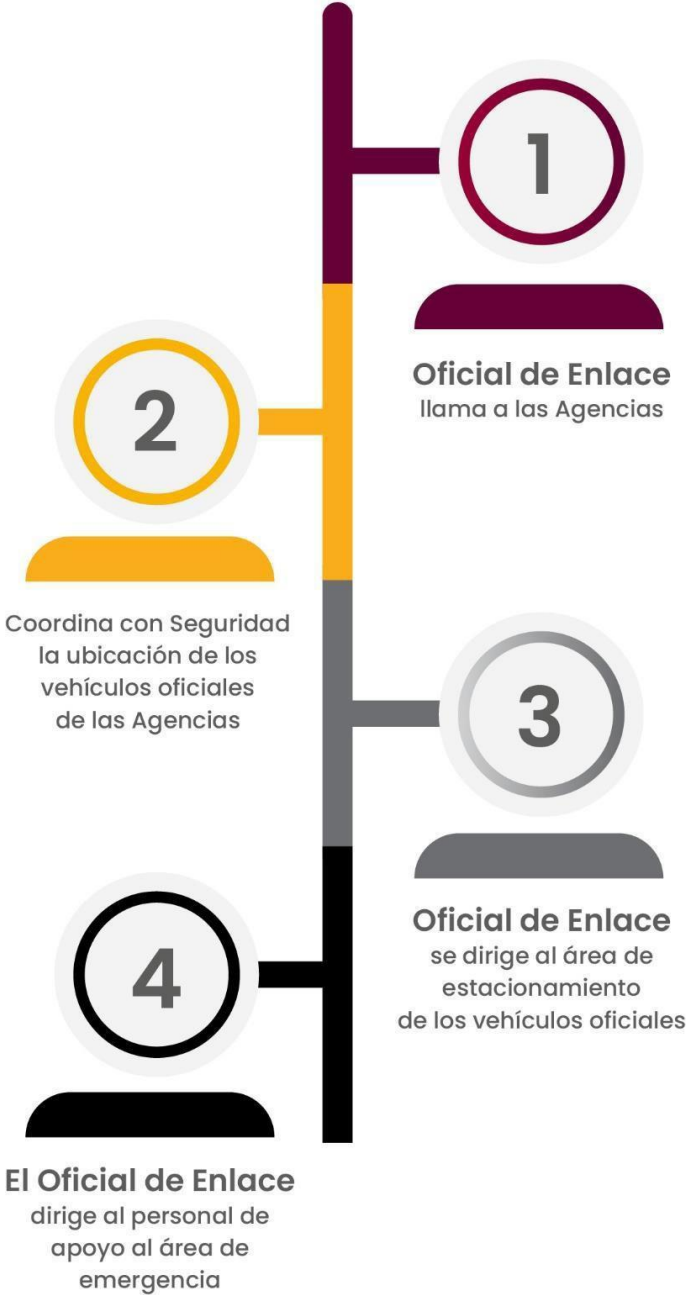 1
Oficial de Enlace
llama a las Agencias
2
Coordina con Seguridad
la ubicación de los
vehículos oficiales
de las Agencias
3
Oficial de Enlace
se dirige al área de
estacionamiento
de los vehículos oficiales
4
El Oficial de Enlace
dirige al personal de
apoyo al área de
emergencia